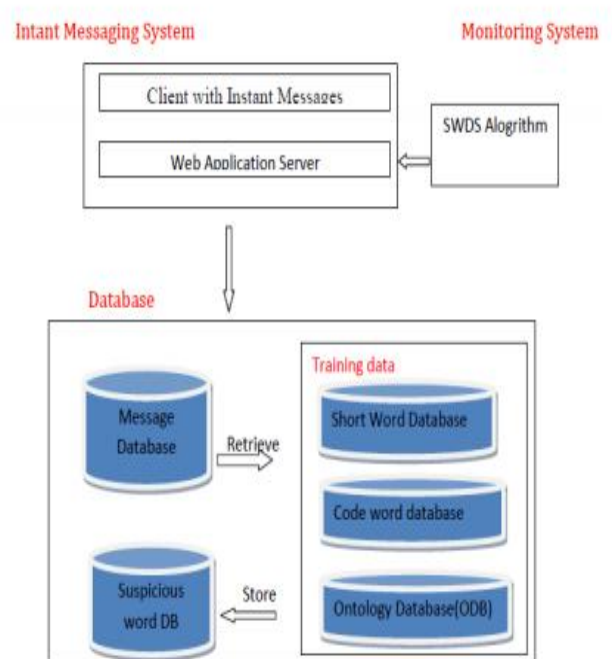 Intant Messaging System
Monitoring System
Client with Instant Messages
SWDS Alogrithm
Web Application Server
Database
Training data
Message
Database
Short Word Database
Retrieve
Code word database
Suspicious
word DB
Store
Ontology Database(ODB)